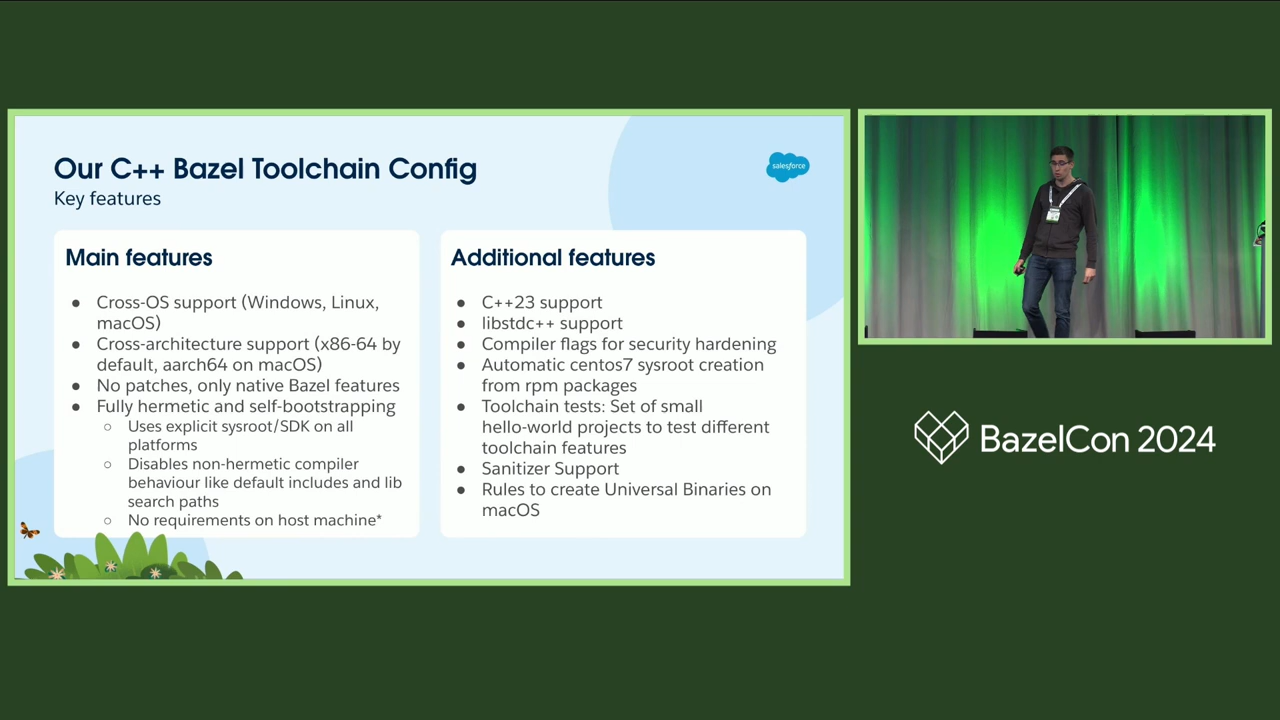 Our C++ Bazel Toolchain Config
Key features
salesforce
Main features
● Cross-OS support (Windows, Linux,
macOS)
● Cross-architecture support (x86-64 by
default, aarch64 on macOS)
● No patches, only native Bazel features
● Fully hermetic and self-bootstrapping
○ Uses explicit sysroot/SDK on all
platforms
○ Disables non-hermetic compiler
behaviour like default includes and lib
search paths
○ No requirements on host machine*
Additional features
● C++23 support
● libstdc++ support
● Compiler flags for security hardening
● Automatic centos7 sysroot creation
from rpm packages
● Toolchain tests: Set of small
hello-world projects to test different
toolchain features
● Sanitizer Support
● Rules to create Universal Binaries on
macOS
BazelCon 2024